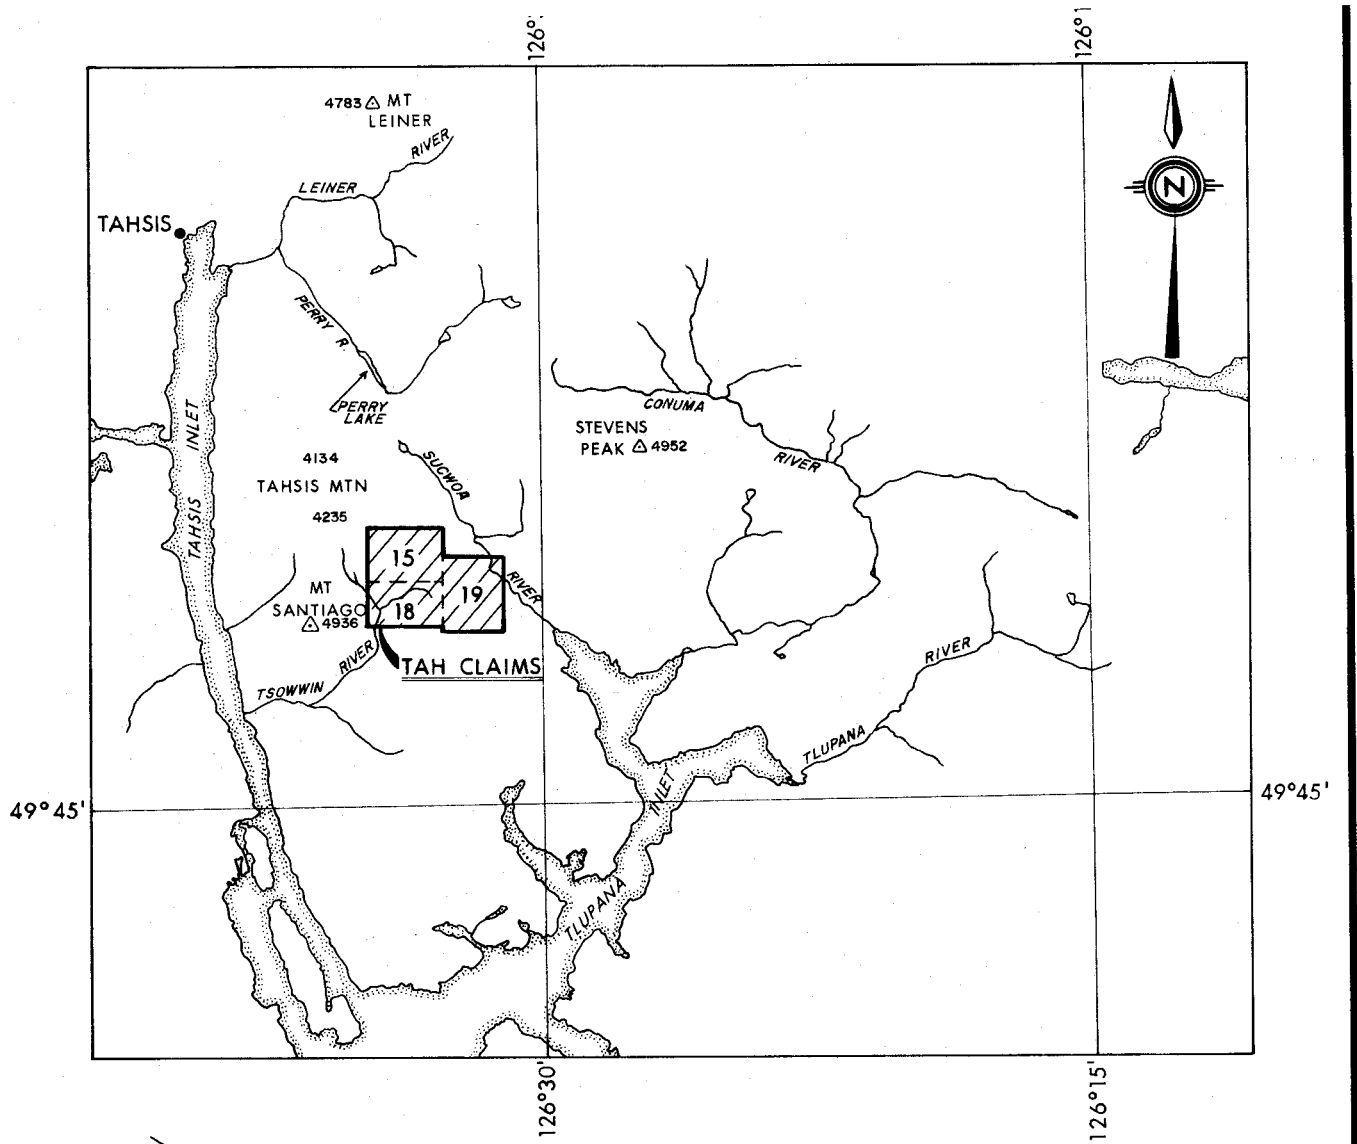 126°
126°1
4783 MT
LEINER
RIVER
LEINER
N
TAHSIS
PERRY R
PERRY
LAKE
TAHSIS INLET
CONUMA
RIVER
STEVENS
PEAK 4952
SUCWOA
RIVER
4134
TAHSIS MTN
4235
15
18
19
MT
SANTIAGO
4936
TAH CLAIMS
TSOWWIN
RIVER
TLUPANA
RIVER
TLUPANA
INLET
49°45'
49°45'
126°30'
126°15'